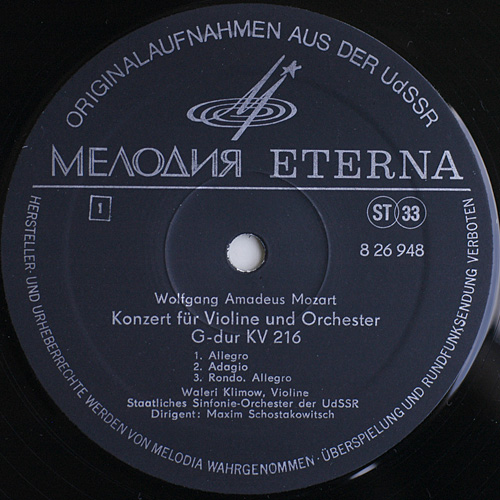 ORIGINALAUFNAHMEN AUS DER UdSSR
МЕЛОДИЯ ETERNA
1
ST 33
8 26 948
Wolfgang Amadeus Mozart
Konzert für Violine und Orchester
G-dur KV 216
1. Allegro
2. Adagio
3. Rondo. Allegro
Waleri Klimow, Violine
Staatliches Sinfonie-Orchester der UdSSR
Dirigent: Maxim Schostakowitsch
HERSTELLER- UND URHEBERRECHTE WERDEN VON MELODIA WAHRGENOMMEN · ÜBERSPIELUNG UND RUNDFUNKSENDUNG VERBOTEN